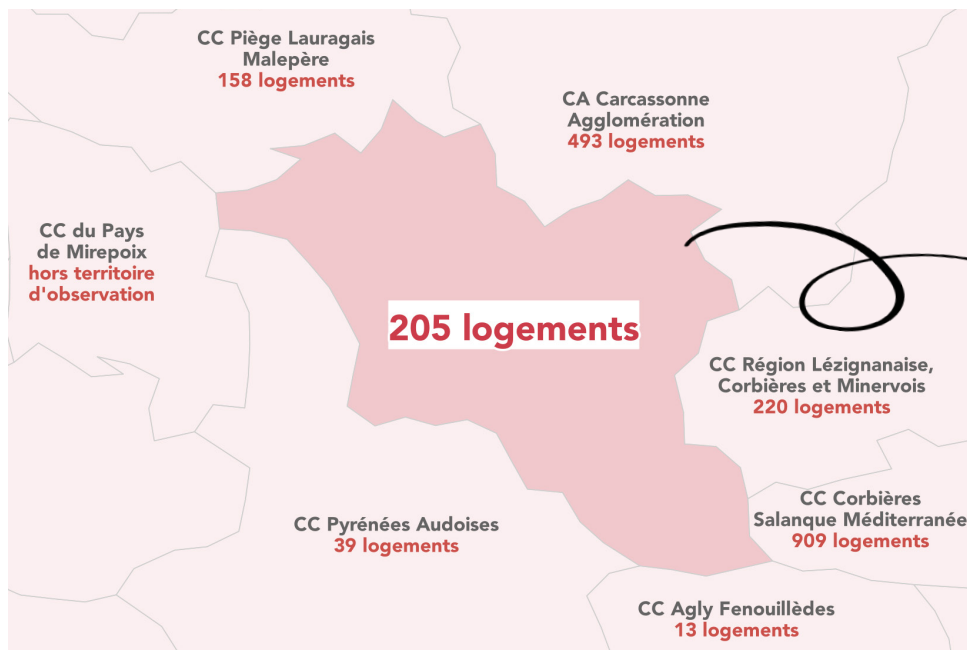 CC Piège Lauragais
Malepère
158 logements
CA Carcassonne
Agglomération
493 logements
CC du Pays
de Mirepoix
hors territoire
d'observation
205 logements
CC Région Lézignanaise,
Corbières et Minervois
220 logements
CC Pyrénées Audoises
39 logements
CC Corbières
Salanque Méditerranée
909 logements
CC Agly Fenouillèdes
13 logements